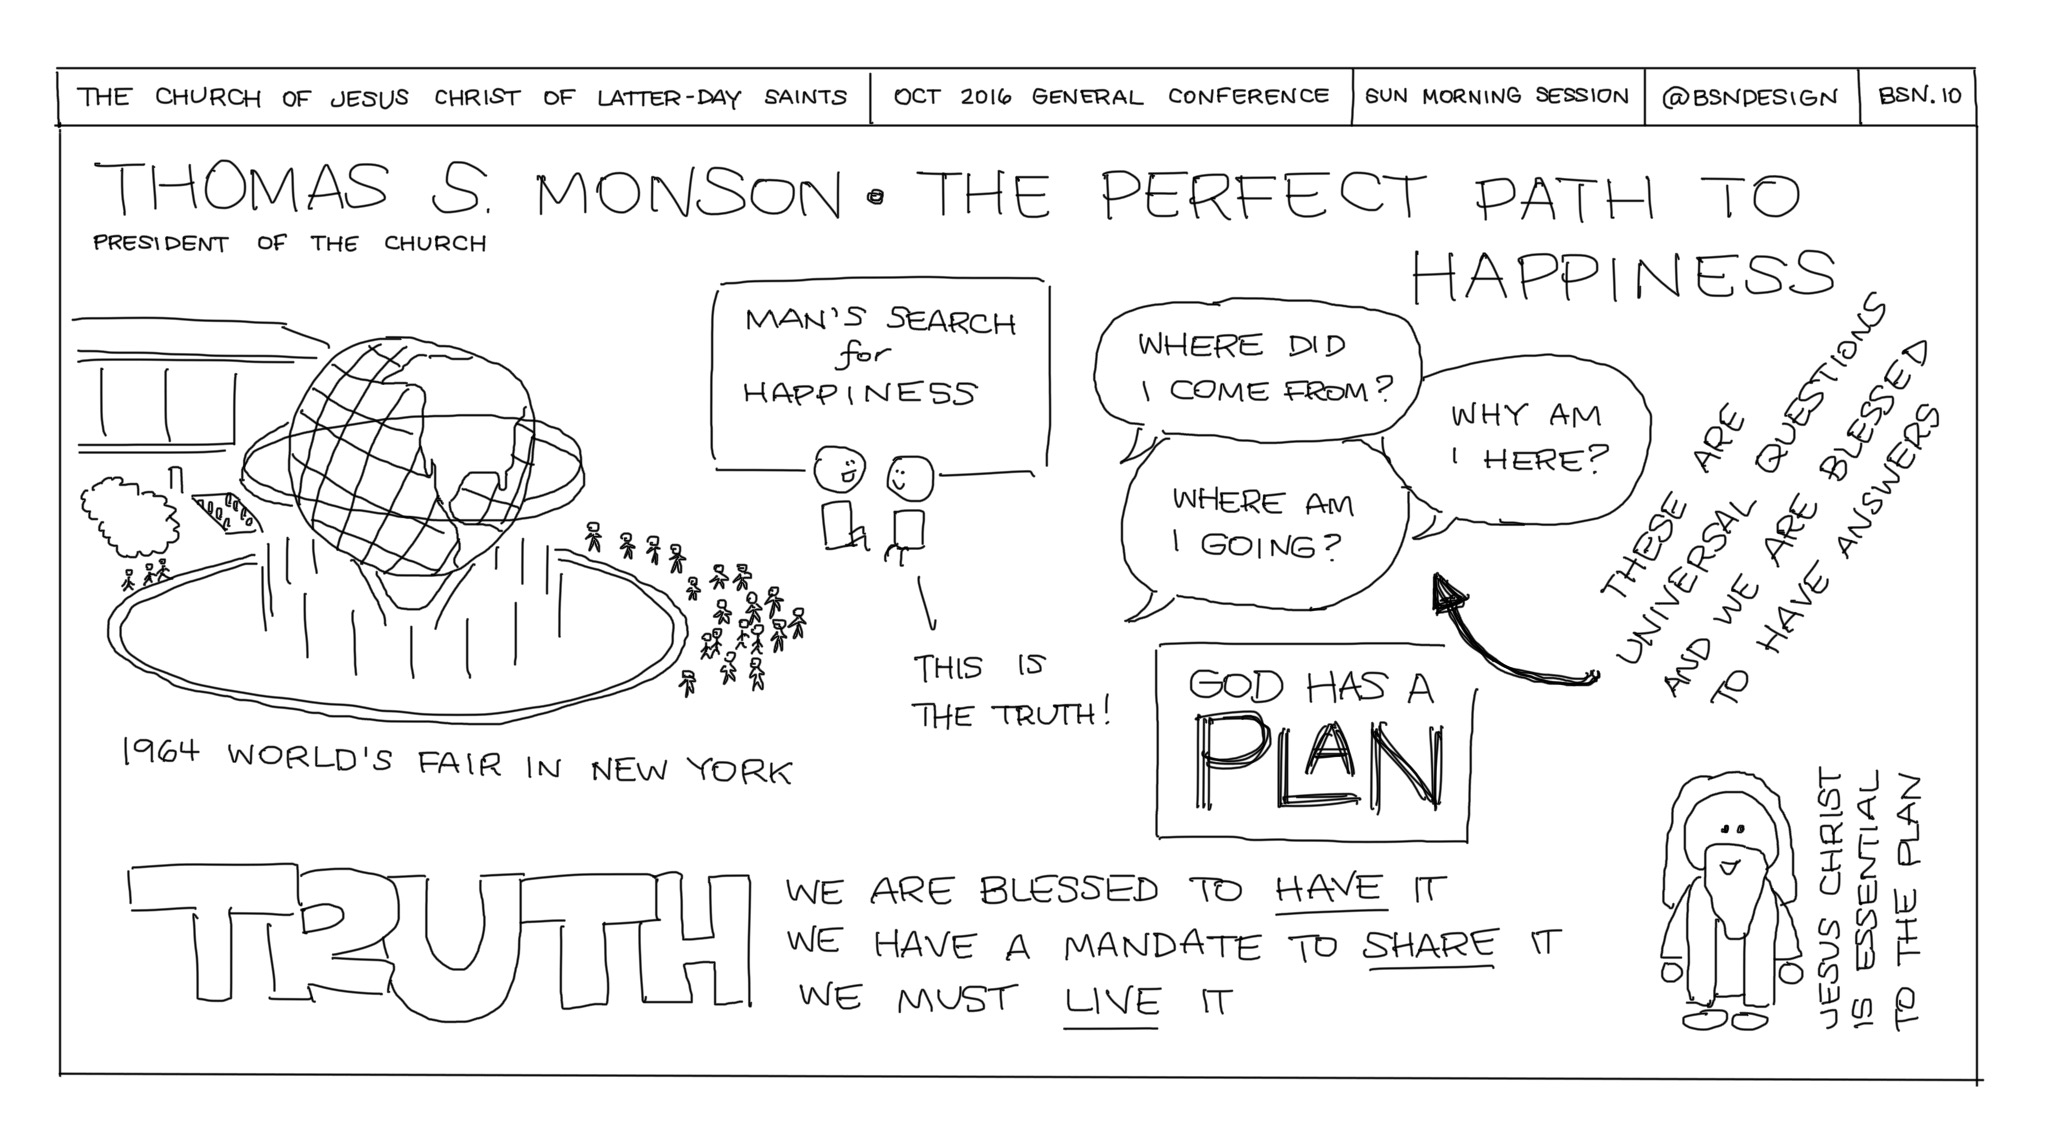 THE CHURCH OF JESUS CHRIST OF LATTER-DAY SAINTS
OCT 2016 GENERAL CONFERENCE
SUN MORNING SESSION
@BSNDESIGN
BSN.10
THOMAS S. MONSON • THE PERFECT PATH TO
HAPPINESS
PRESIDENT OF THE CHURCH
1964 WORLD'S FAIR IN NEW YORK
MAN'S SEARCH
for
HAPPINESS
THIS IS
THE TRUTH!
WHERE DID
I COME FROM?
WHY AM
I HERE?
WHERE AM
I GOING?
THESE ARE
UNIVERSAL QUESTIONS
AND WE ARE BLESSED
TO HAVE ANSWERS
GOD HAS A
PLAN
TRUTH
WE ARE BLESSED TO HAVE IT
WE HAVE A MANDATE TO SHARE IT
WE MUST LIVE IT
JESUS CHRIST
IS ESSENTIAL
TO THE PLAN